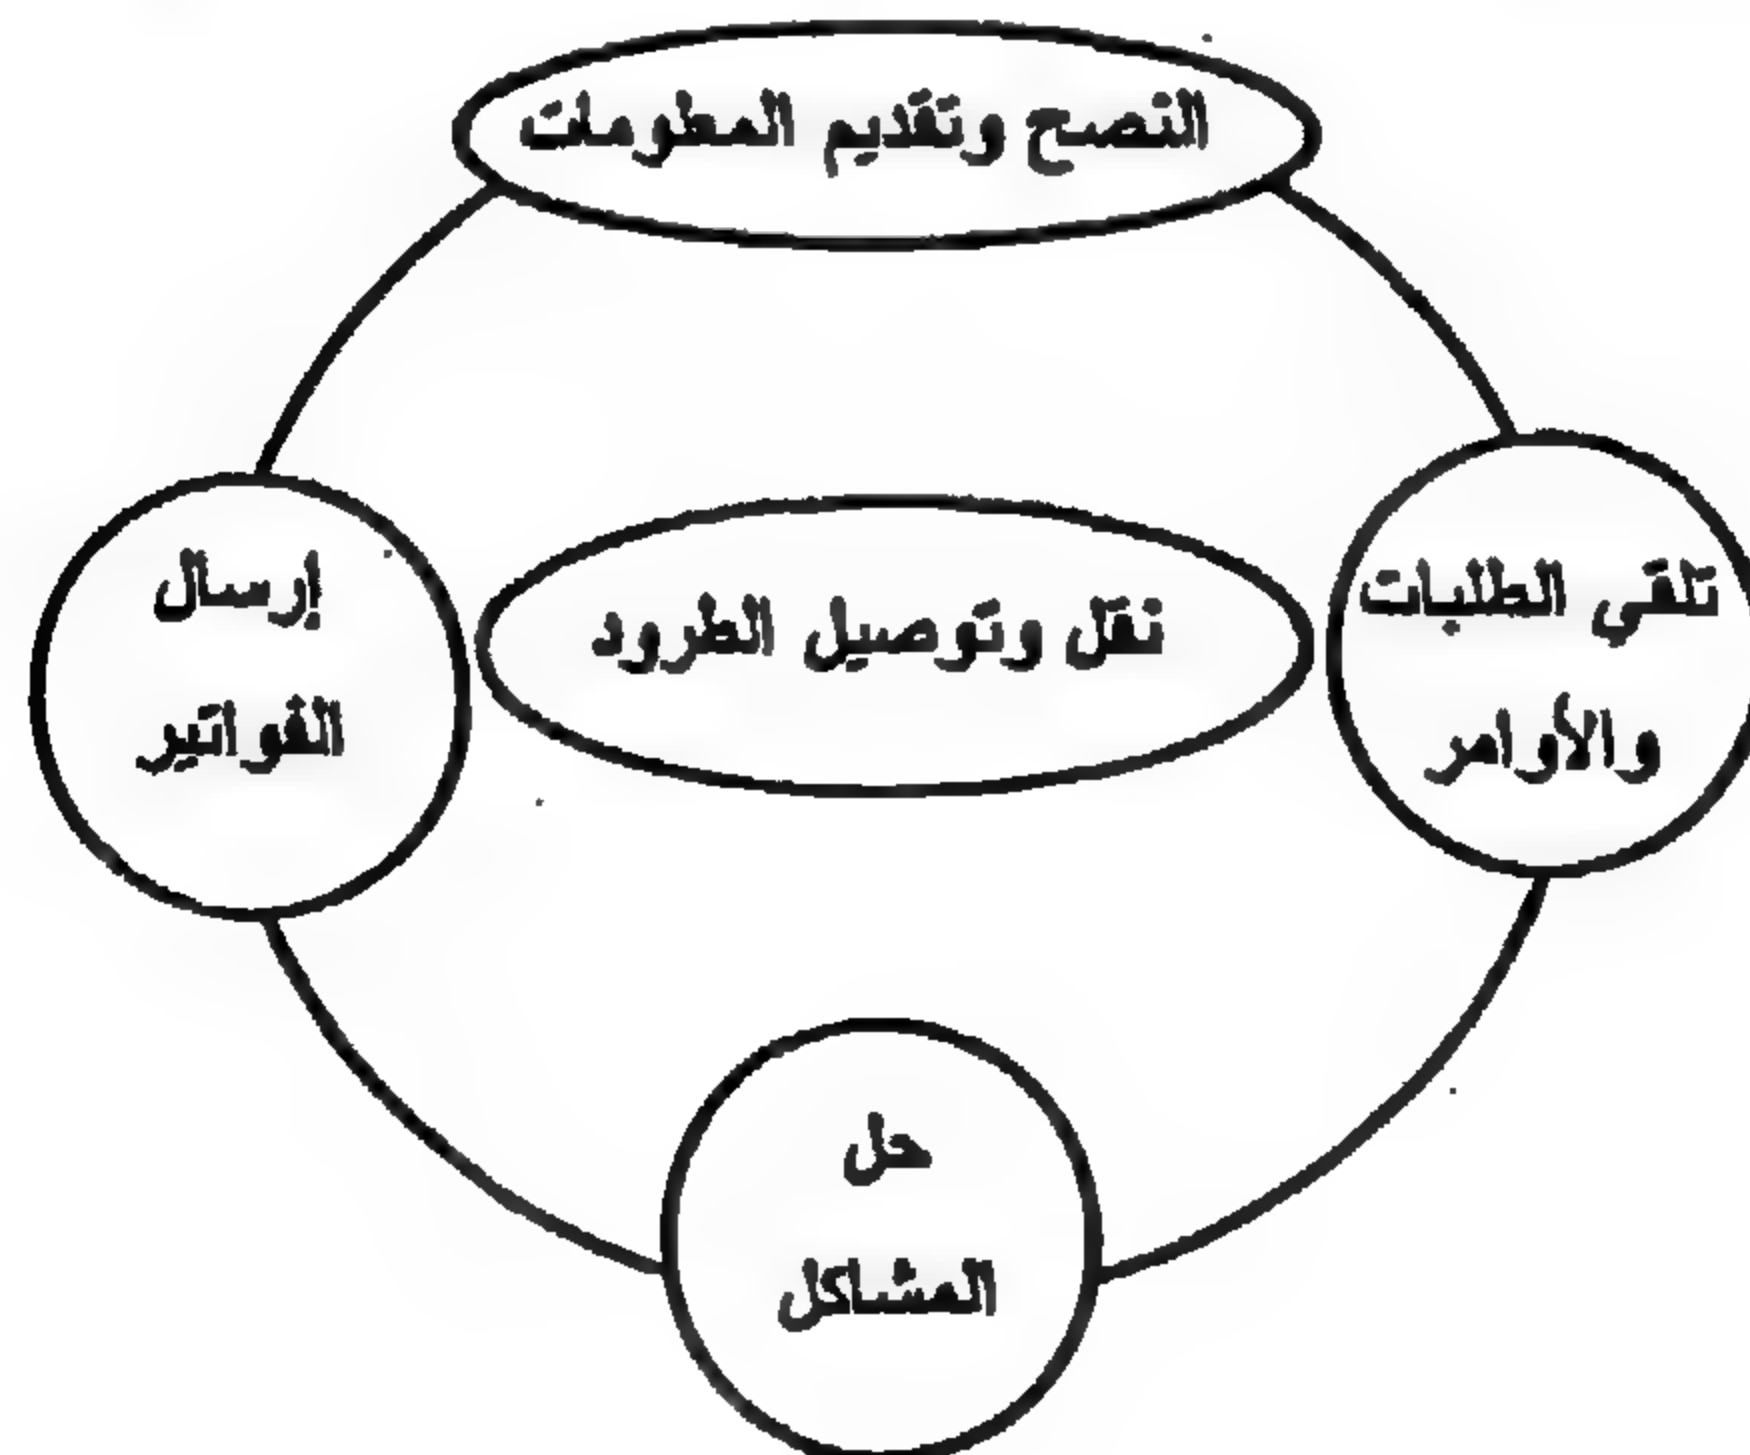 النصح وتقديم المعلومات
تلقي الطلبات
والأوامر
نقل وتوصيل الطرود
إرسال
الفواتير
حل
المشاكل